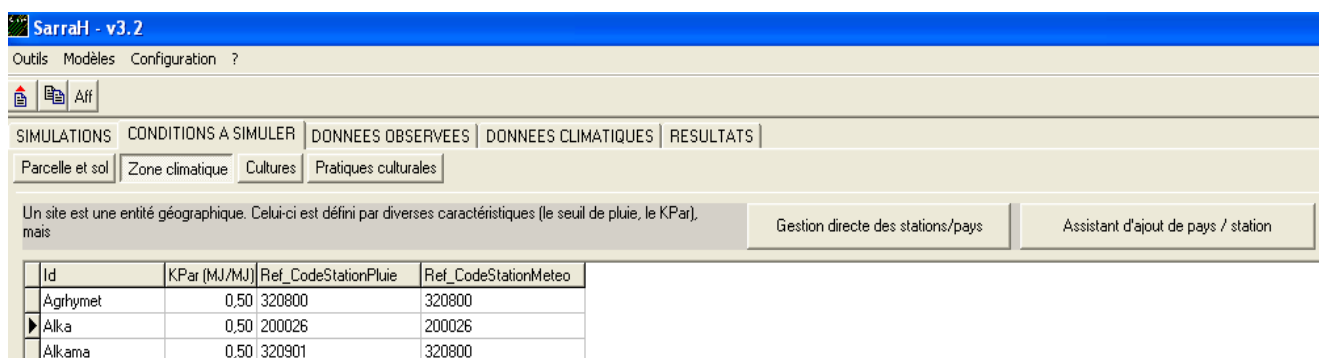 SarraH - v3.2
Outils Modèles Configuration ?
Aff
SIMULATIONS CONDITIONS A SIMULER DONNEES OBSERVEES DONNEES CLIMATIQUES RESULTATS
Parcelle et sol Zone climatique Cultures Pratiques culturales
Un site est une entité géographique. Celui-ci est défini par diverses caractéristiques (le seuil de pluie, le KPar),
mais
Gestion directe des stations/pays Assistant d'ajout de pays / station
Id KPar (MJ/MJ) Ref_CodeStationPluie Ref_CodeStationMeteo
Agrhymet 0,50 320800 320800
Alka 0,50 200026 200026
Alkama 0,50 320901 320800